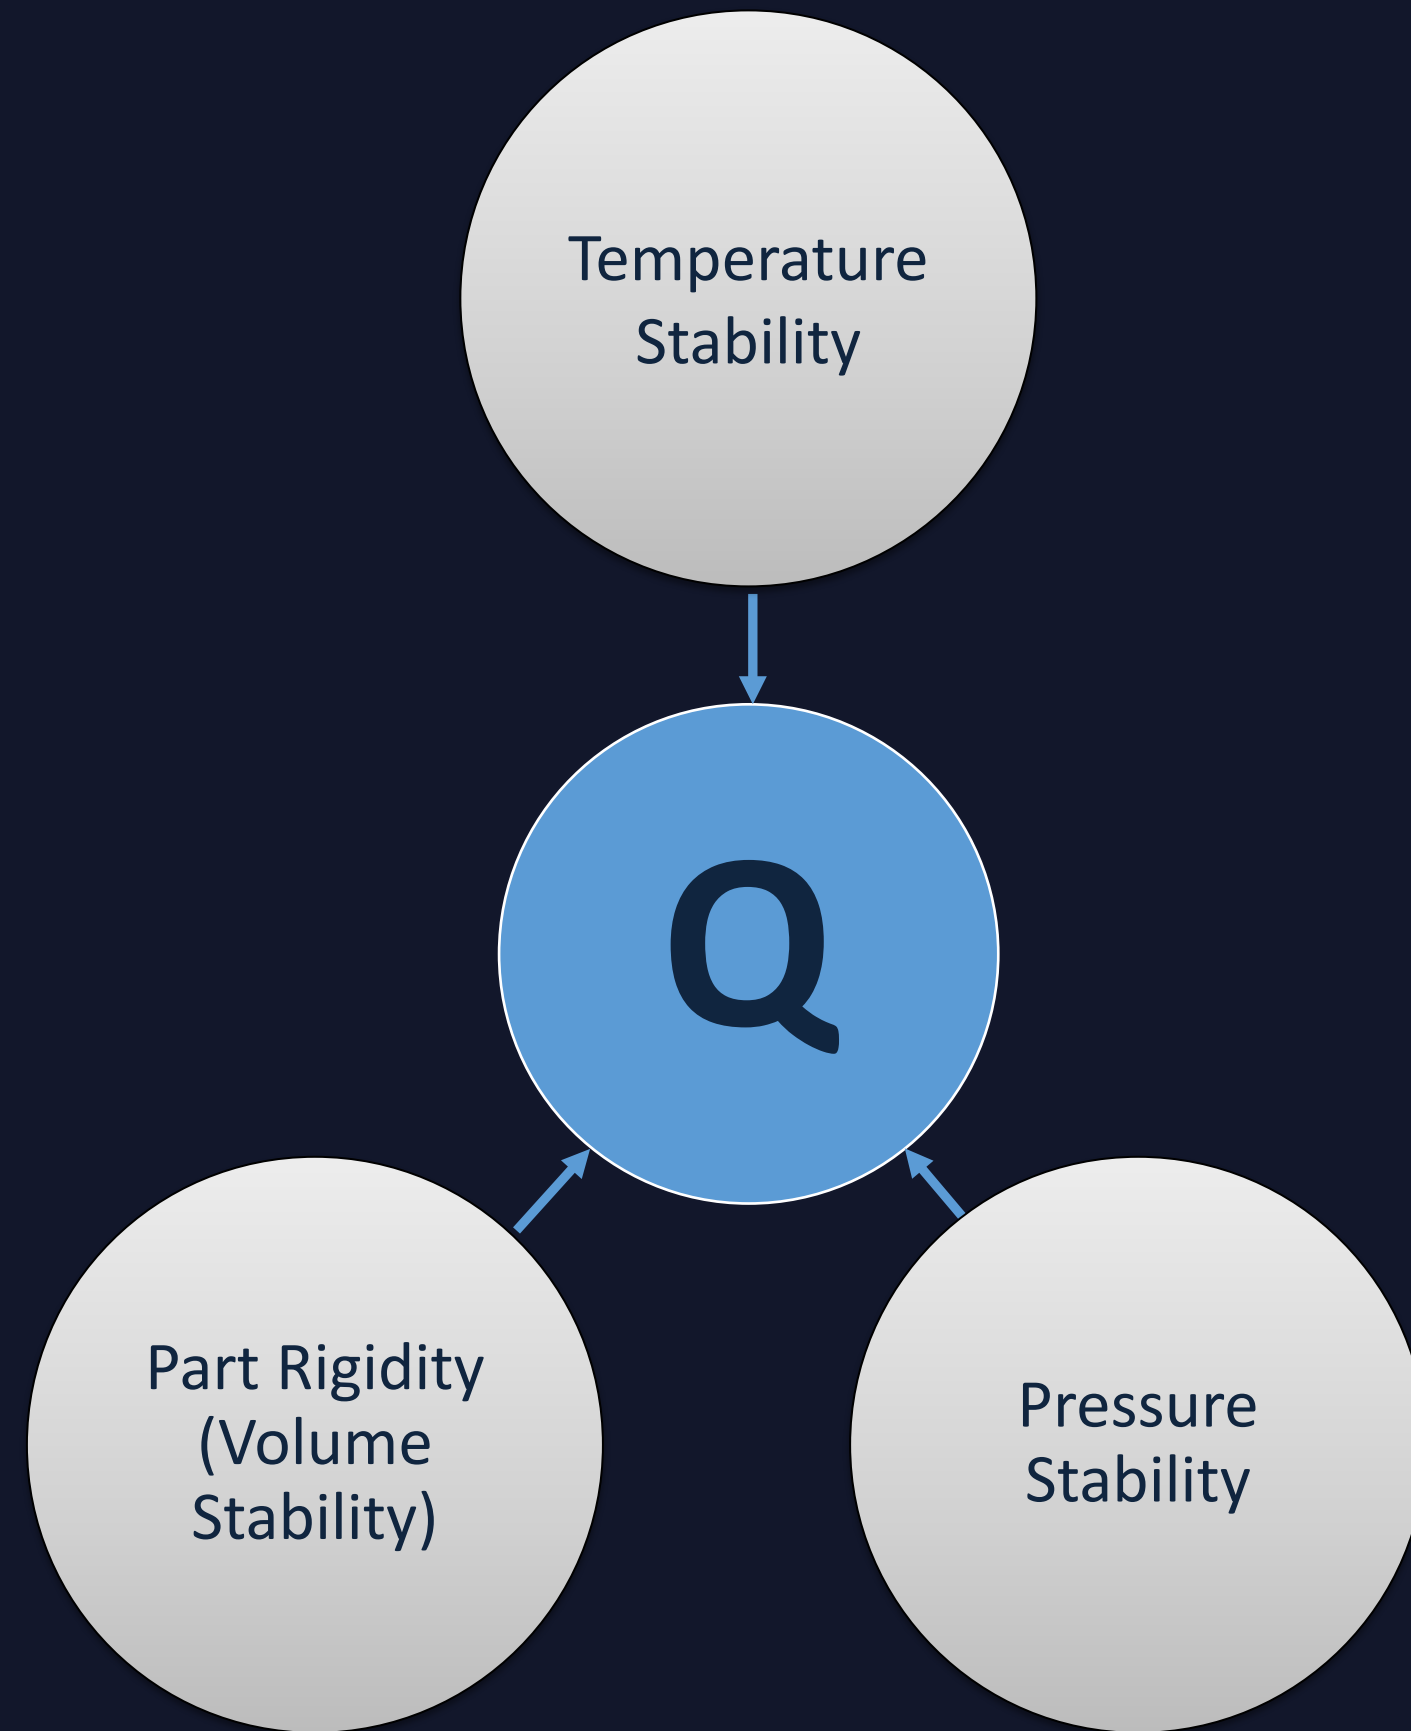 Temperature
Stability
Q
Part Rigidity
(Volume
Stability)
Pressure
Stability